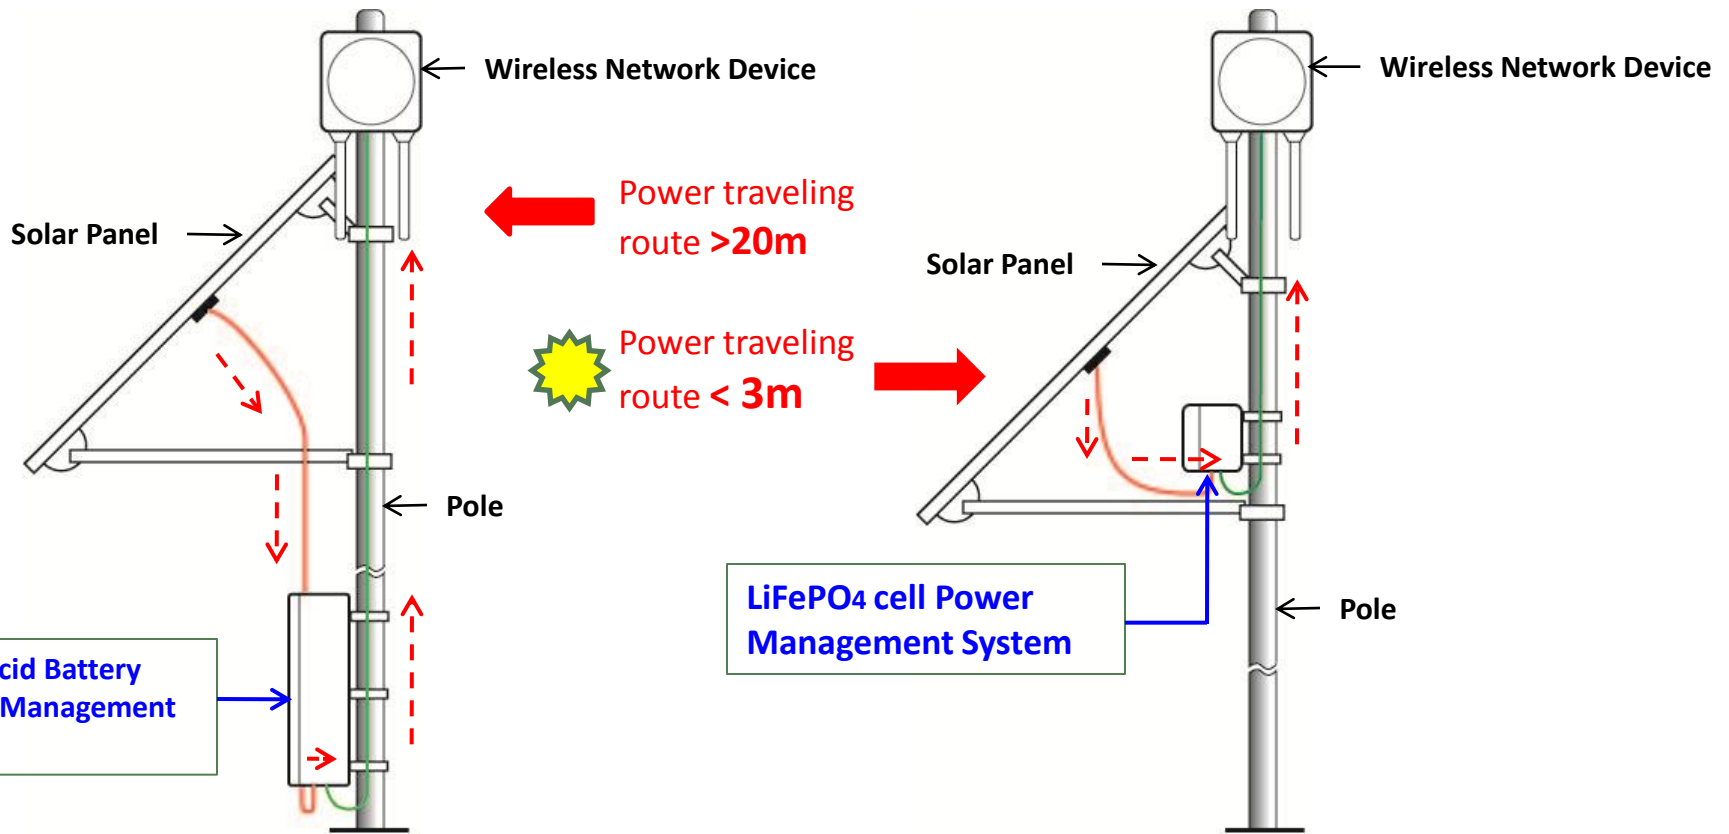 Wireless Network Device
Wireless Network Device
Power traveling
route >20m
Solar Panel
Solar Panel
Power traveling
route < 3m
Pole
LiFePO4 cell Power
Management System
Pole
cid Battery
Management